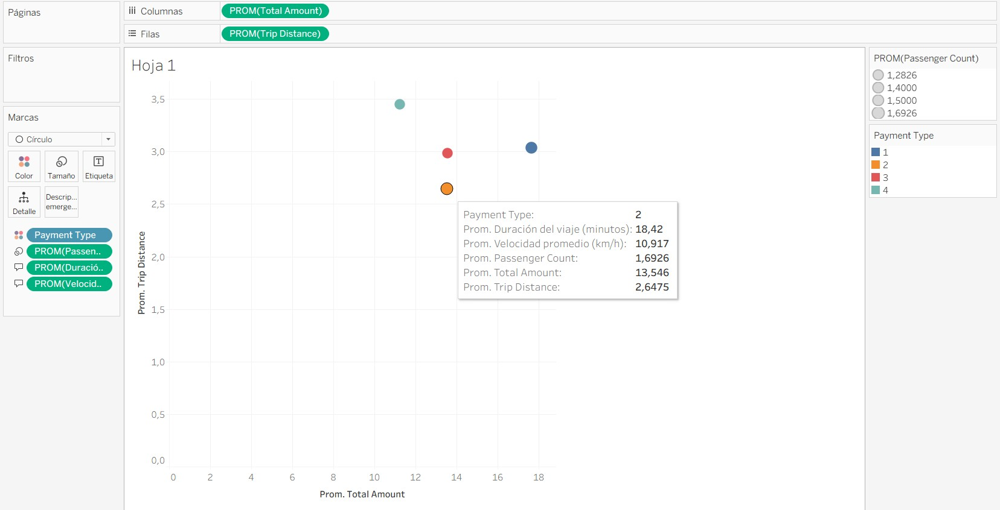 Páginas
Columnas
PROM(Total Amount)
Filas
PROM(Trip Distance)
Filtros
Marcas
Círculo
Color
Tamaño
Etiqueta
Detalle
Descrip...
emerge...
Payment Type
PROM(Passen..
PROM(Duració..
PROM(Velocid..
Hoja 1
3,5
3,0
2,5
2,0
1,5
1,0
0,5
0,0
Prom. Trip Distance
0 2 4 6 8 10 12 14 16 18
Prom. Total Amount
Payment Type: 2
Prom. Duración del viaje (minutos): 18,42
Prom. Velocidad promedio (km/h): 10,917
Prom. Passenger Count: 1,6926
Prom. Total Amount: 13,546
Prom. Trip Distance: 2,6475
PROM(Passenger Count)
1,2826
1,4000
1,5000
1,6926
Payment Type
1
2
3
4